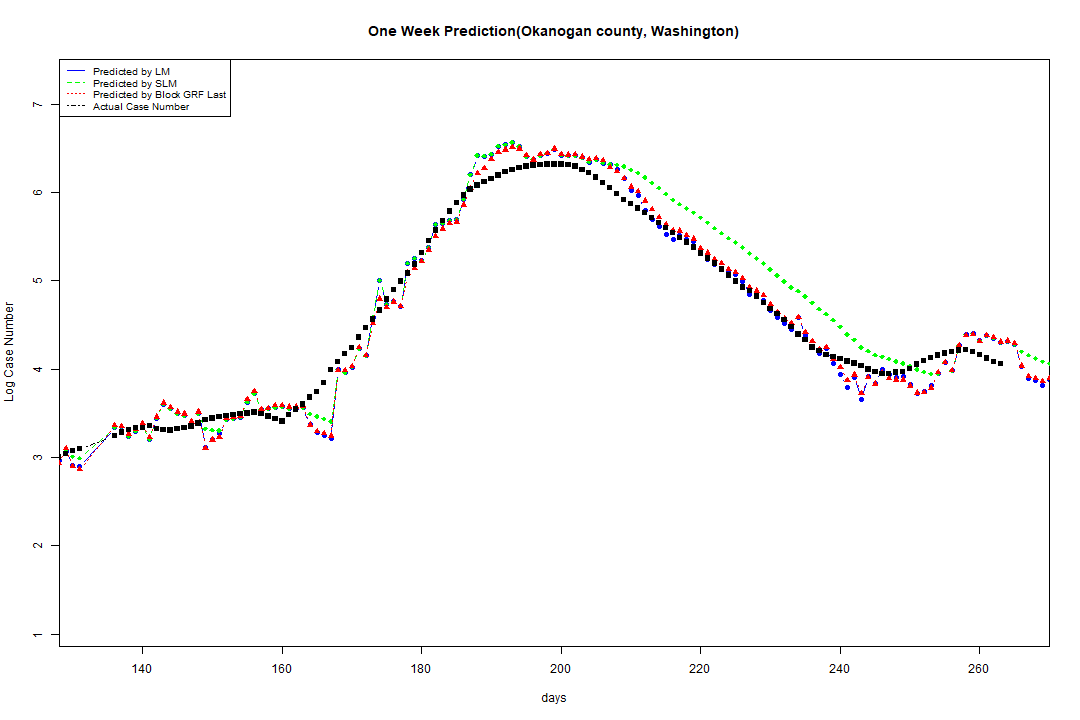 One Week Prediction(Okanogan county, Washington)
Predicted by LM
Predicted by SLM
Predicted by Block GRF Last
Actual Case Number
7
6
5
4
3
2
1
Log Case Number
140 160 180 200 220 240 260
days